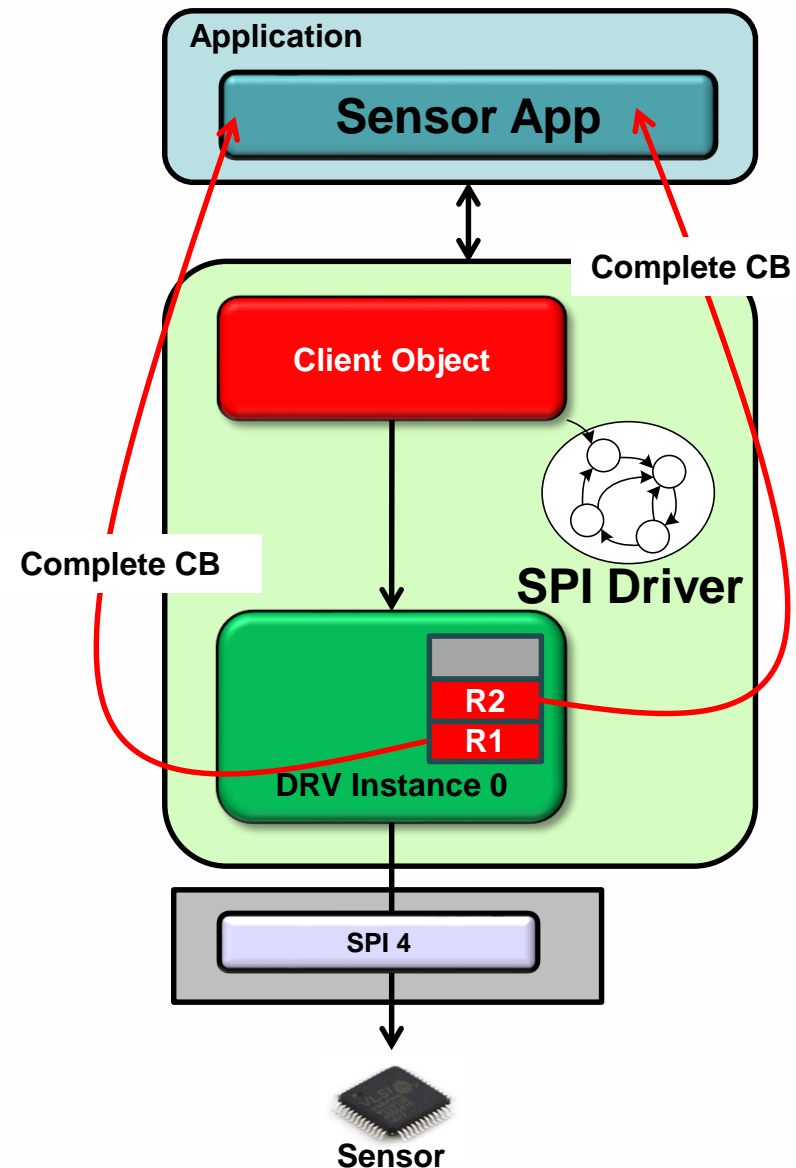 Application
Sensor App
Complete CB
Client Object
Complete CB
SPI Driver
R2
R1
DRV Instance 0
SPI 4
VLSI
Sensor